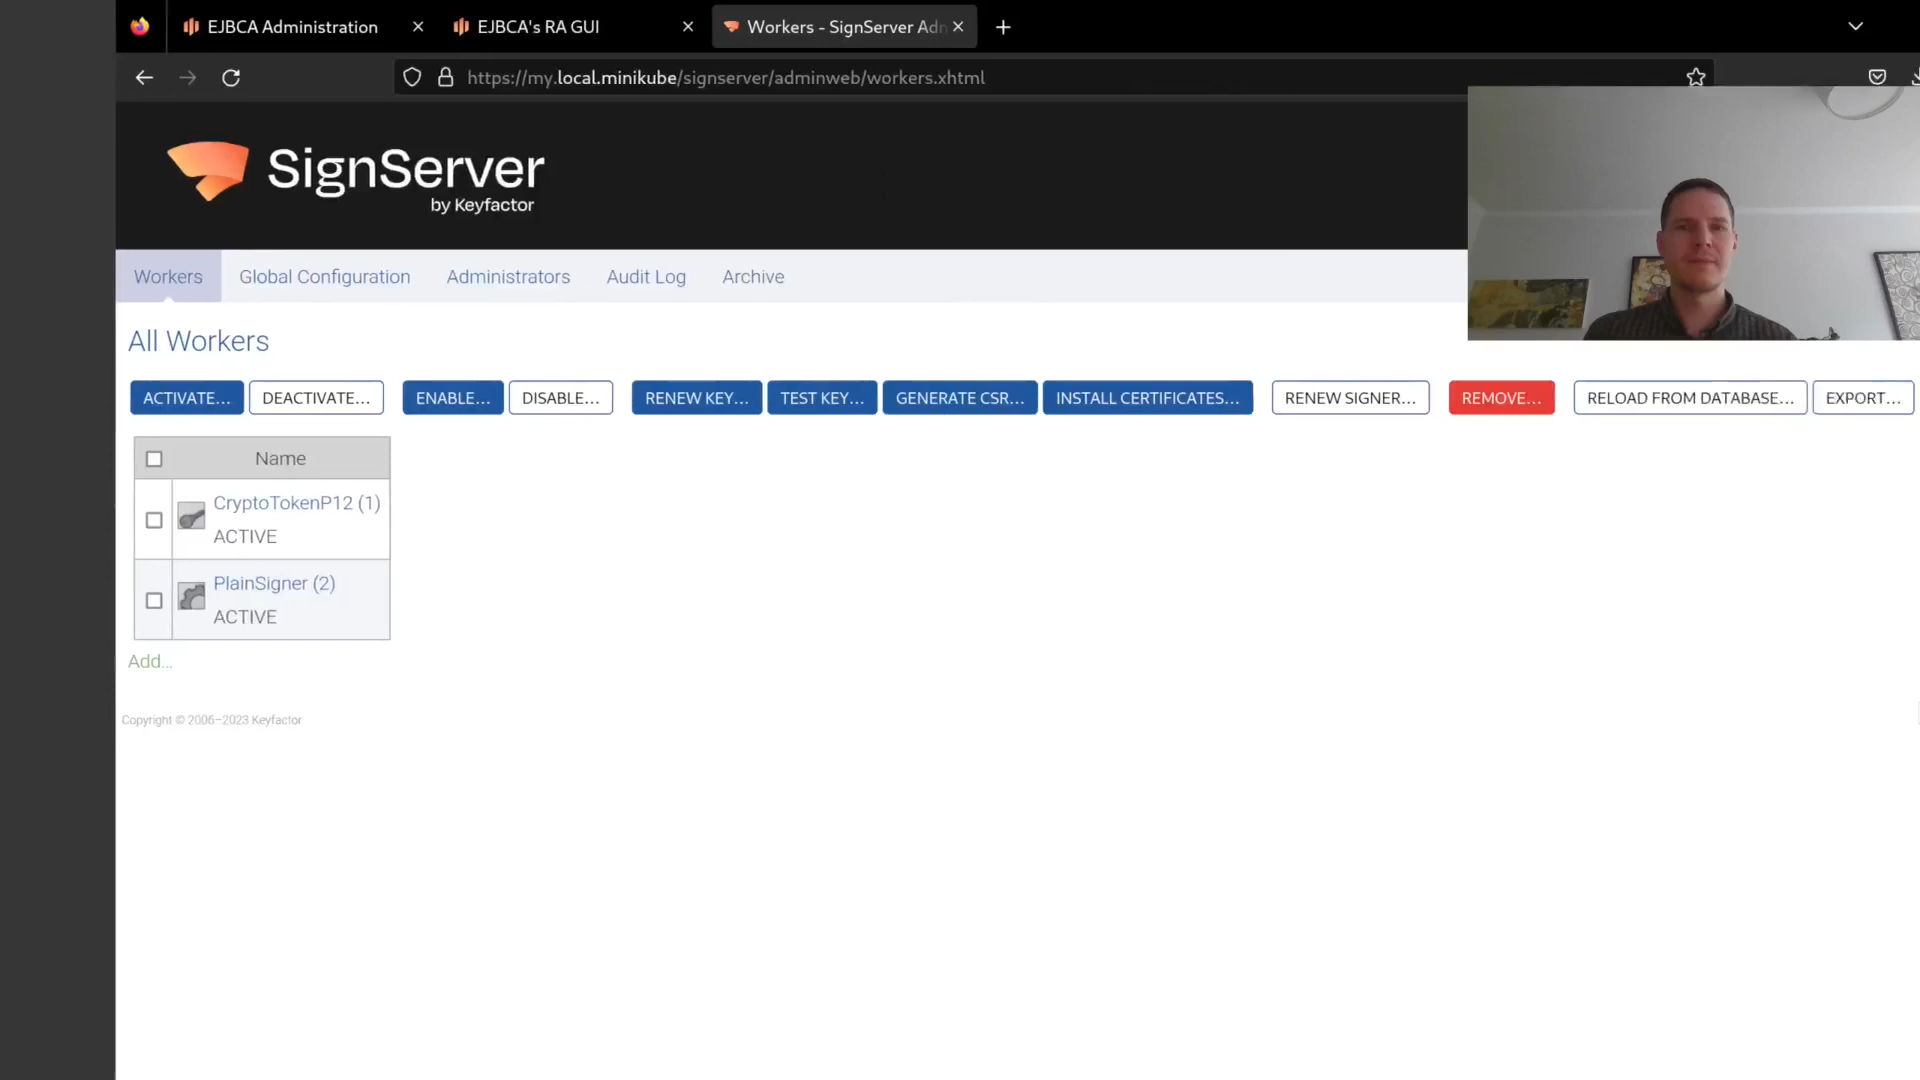 EJBCA Administration
EJBCA's RA GUI
Workers - SignServer Adm
https://my.local.minikube/signserver/adminweb/workers.xhtml
SignServer
by Keyfactor
Workers
Global Configuration
Administrators
Audit Log
Archive
All Workers
ACTIVATE...
DEACTIVATE...
ENABLE...
DISABLE...
RENEW KEY...
TEST KEY...
GENERATE CSR...
INSTALL CERTIFICATES...
RENEW SIGNER...
REMOVE...
RELOAD FROM DATABASE...
EXPORT...
Name
CryptoTokenP12 (1)
ACTIVE
PlainSigner (2)
ACTIVE
Add...
Copyright © 2006–2023 Keyfactor